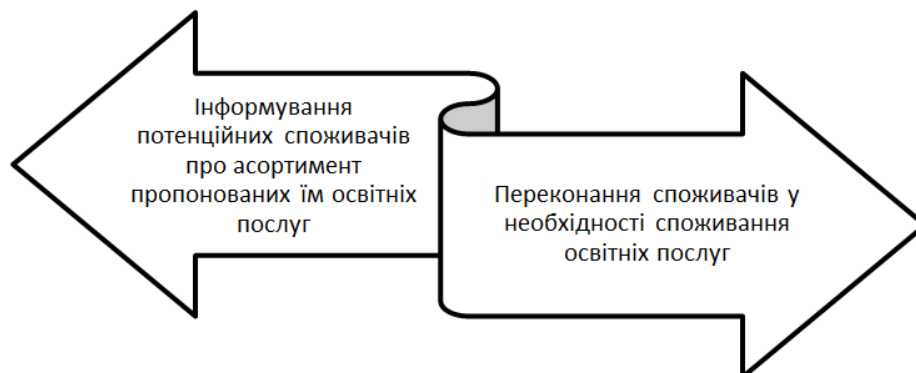 Інформування
потенційних споживачів
про асортимент
пропонованих їм освітніх
послуг
Переконання споживачів у
необхідності споживання
освітніх послуг